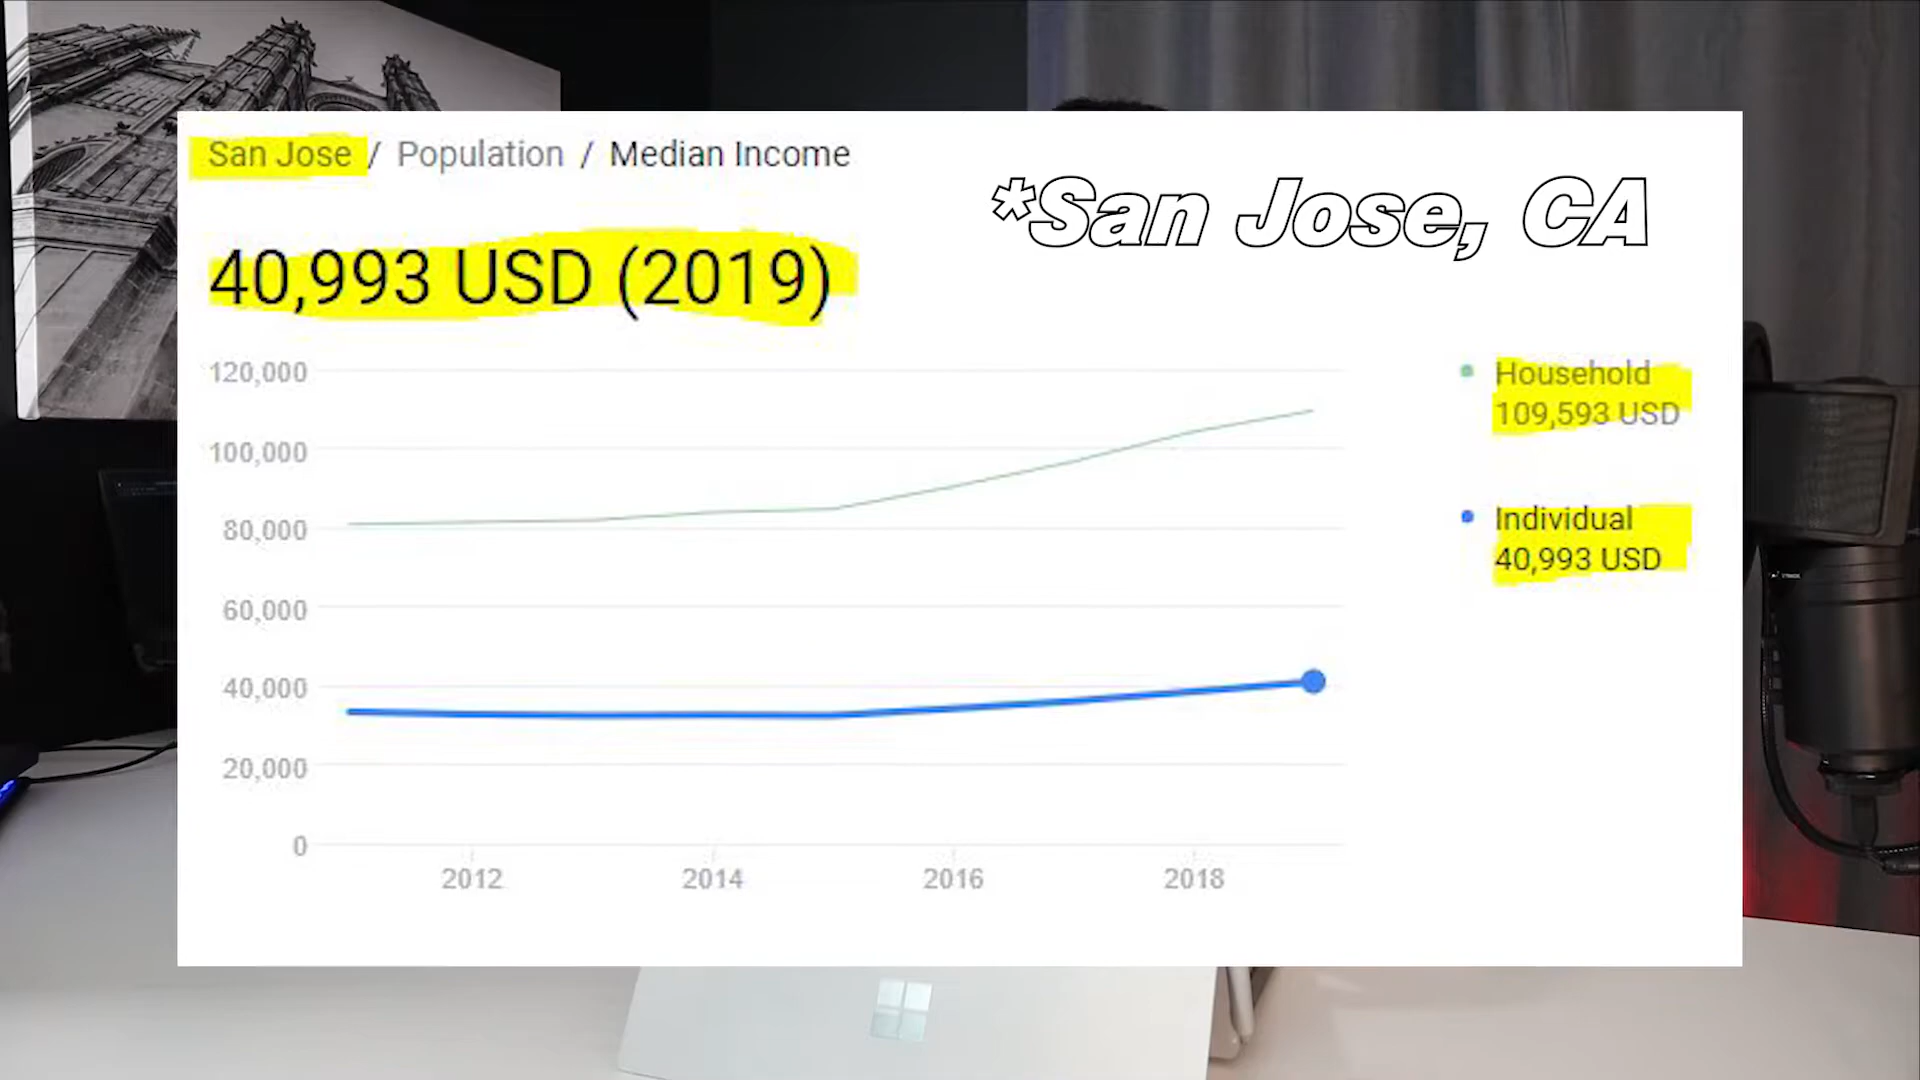 San Jose / Population / Median Income
*San Jose, CA
40,993 USD (2019)
120,000
100,000
80,000
60,000
40,000
20,000
0
2012
2014
2016
2018
Household
109,593 USD
Individual
40,993 USD